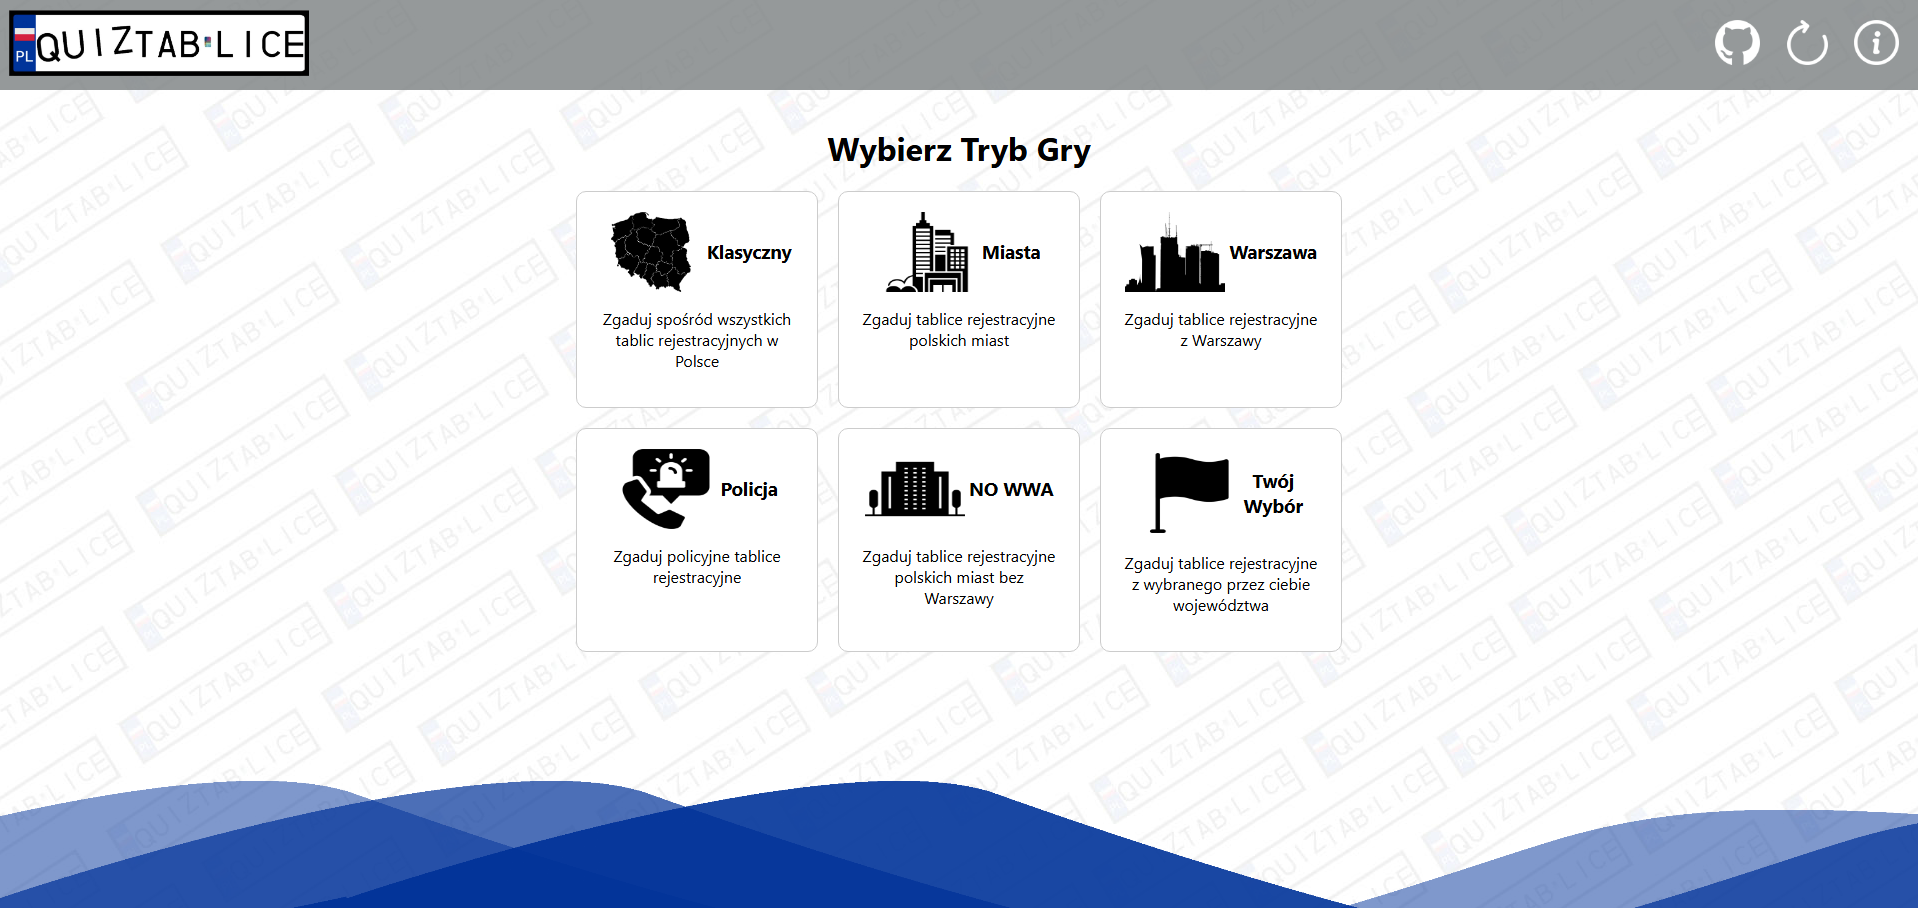 PL QUIZTAB LICE
Wybierz Tryb Gry
Klasyczny
Zgaduj spośród wszystkich
tablic rejestracyjnych w
Polsce
Miasta
Zgaduj tablice rejestracyjne
polskich miast
Warszawa
Zgaduj tablice rejestracyjne
z Warszawy
Policja
Zgaduj policyjne tablice
rejestracyjne
NO WWA
Zgaduj tablice rejestracyjne
polskich miast bez
Warszawy
Twój
Wybór
Zgaduj tablice rejestracyjne
z wybranego przez ciebie
województwa